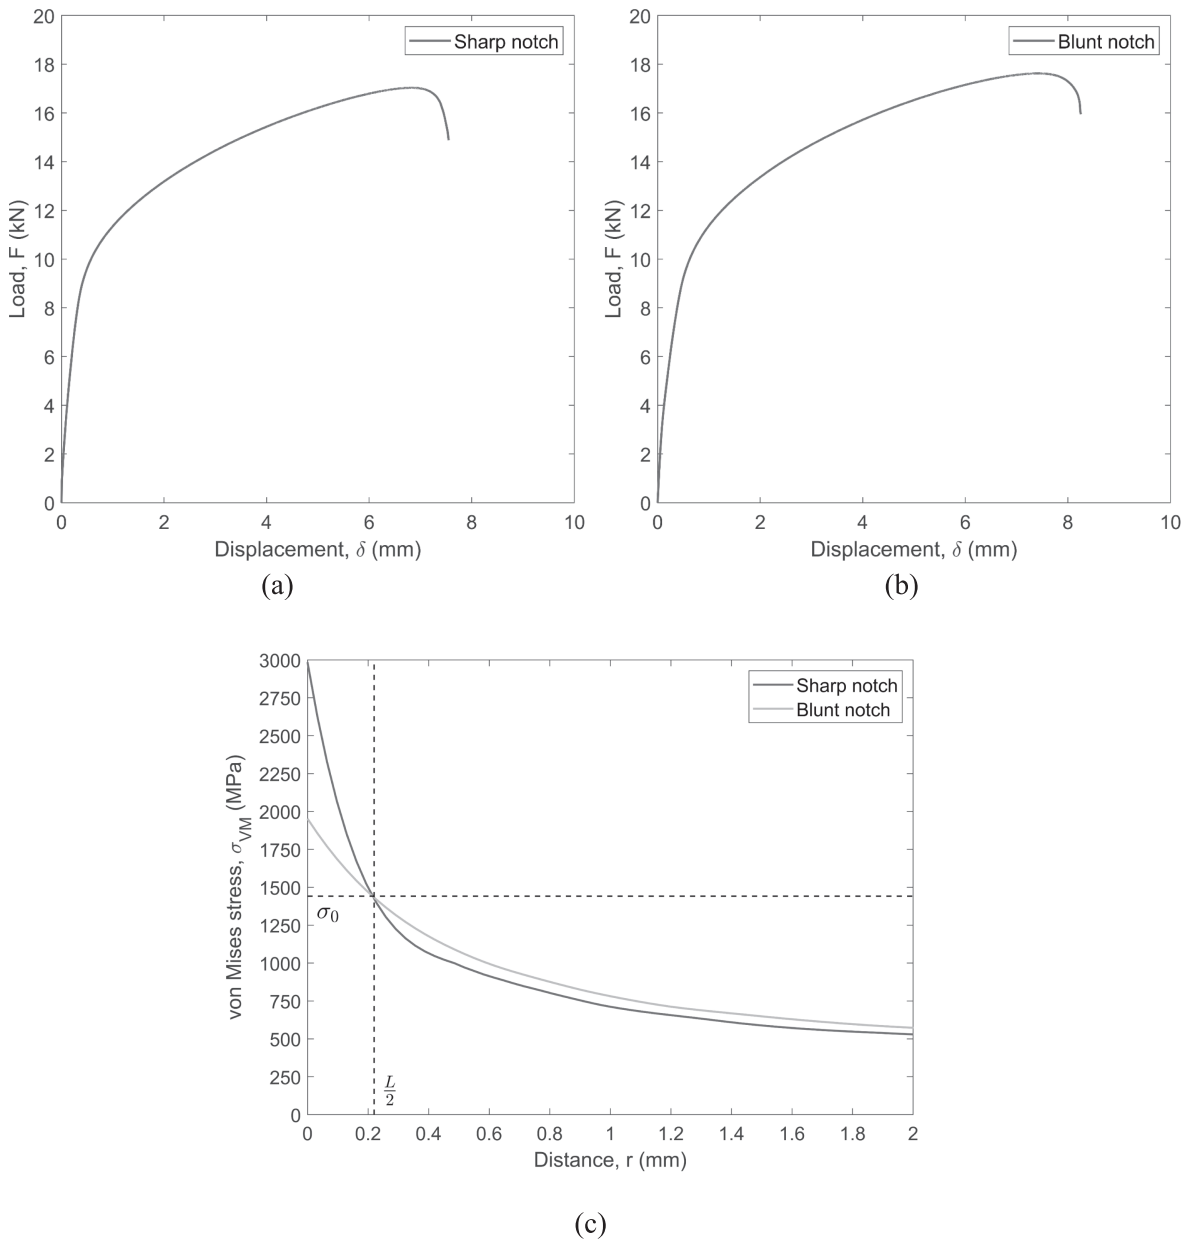 20
18
16
14
12
10
8
6
4
2
0
Load, F (kN)
Sharp notch
0 2 4 6 8 10
Displacement, δ (mm)
(a)
20
18
16
14
12
10
8
6
4
2
0
Load, F (kN)
Blunt notch
0 2 4 6 8 10
Displacement, δ (mm)
(b)
3000
2750
2500
2250
2000
1750
1500
1250
1000
750
500
250
0
von Mises stress, σVM (MPa)
Sharp notch
Blunt notch
σ0
L
2
0 0.2 0.4 0.6 0.8 1 1.2 1.4 1.6 1.8 2
Distance, r (mm)
(c)